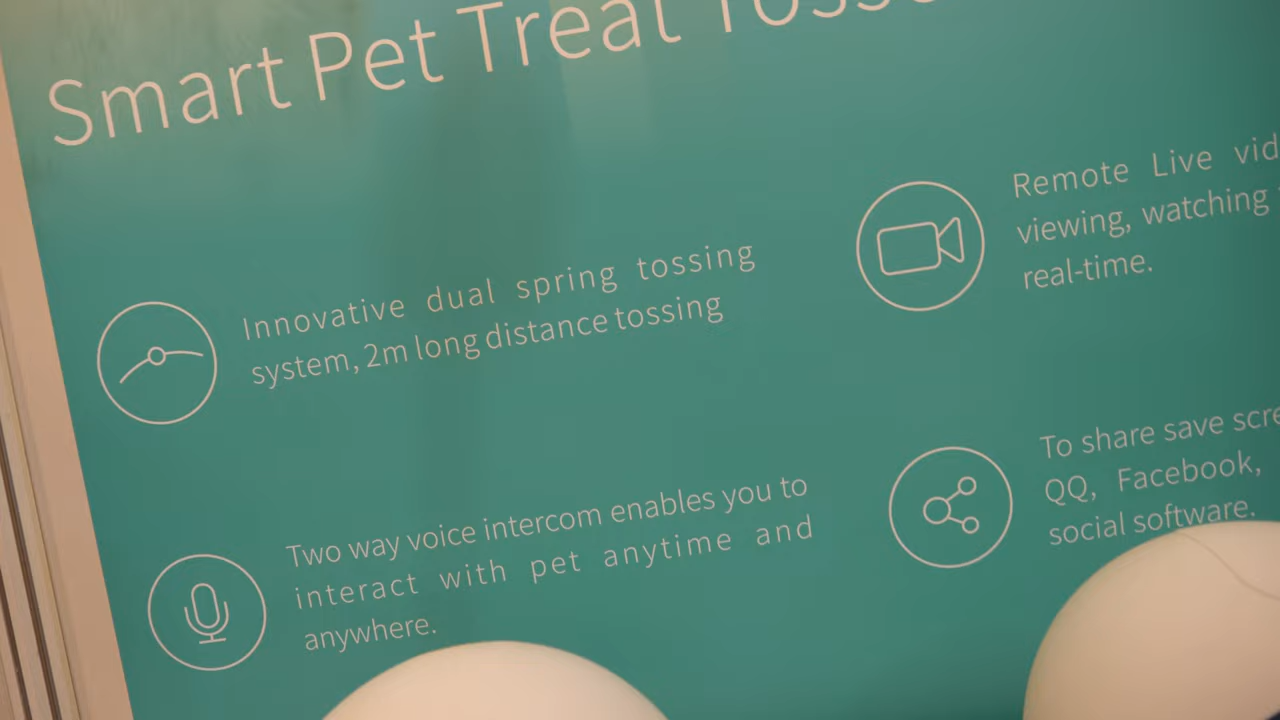 Smart Pet Treat
Innovative dual spring tossing
system, 2m long distance tossing
Remote Live
viewing, watching
real-time.
Two way voice intercom enables you to
interact with pet anytime and
anywhere.
To share save
QQ, Facebook,
social software.